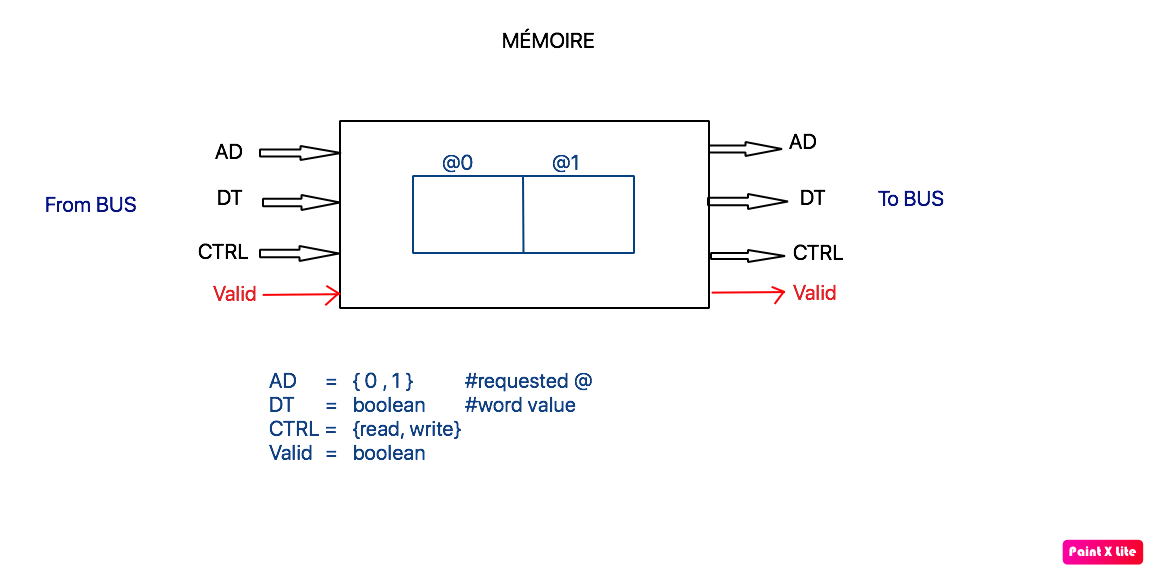 MÉMOIRE
@0 @1
AD AD
From BUS DT DT To BUS
CTRL CTRL
Valid Valid
AD = { 0 , 1 } #requested @
DT = boolean #word value
CTRL = {read, write}
Valid = boolean
Paint X lite